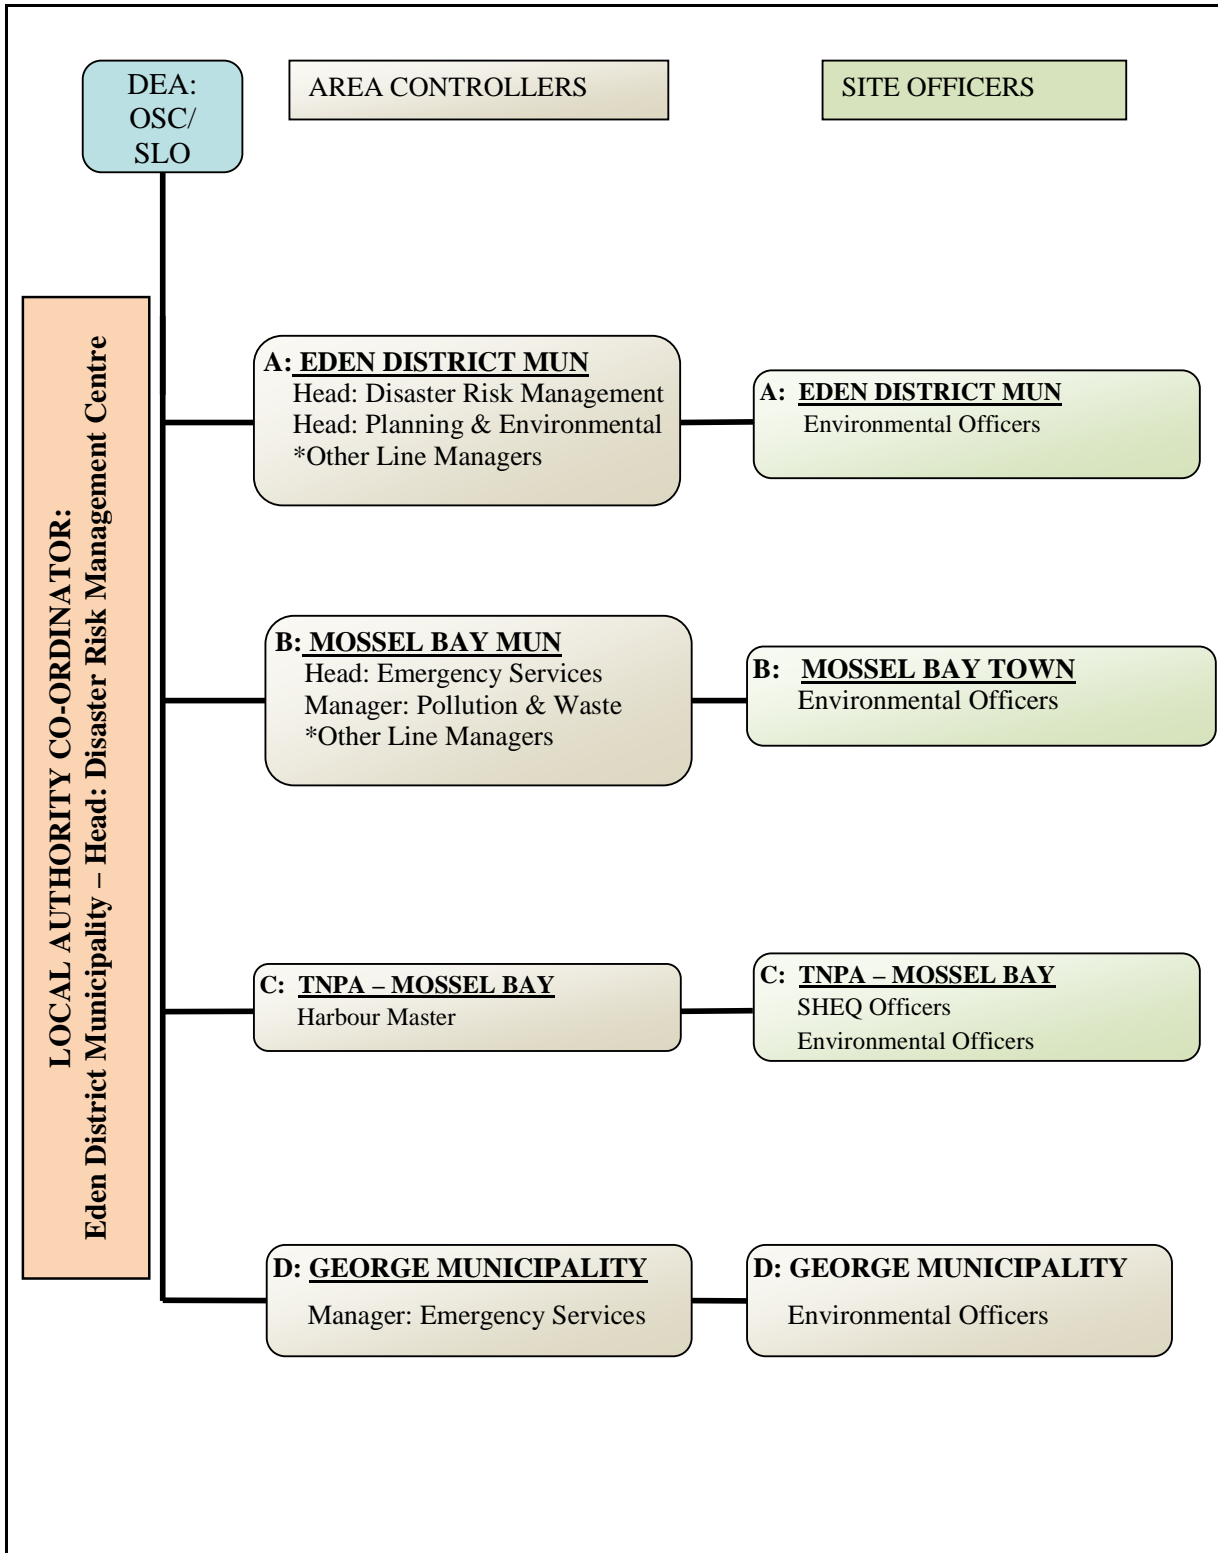 DEA:
OSC/
SLO
AREA CONTROLLERS
SITE OFFICERS
LOCAL AUTHORITY CO-ORDINATOR:
Eden District Municipality – Head: Disaster Risk Management Centre
A: EDEN DISTRICT MUN
Head: Disaster Risk Management
Head: Planning & Environmental
*Other Line Managers
A: EDEN DISTRICT MUN
Environmental Officers
B: MOSSEL BAY MUN
Head: Emergency Services
Manager: Pollution & Waste
*Other Line Managers
B: MOSSEL BAY TOWN
Environmental Officers
C: TNPA – MOSSEL BAY
Harbour Master
C: TNPA – MOSSEL BAY
SHEQ Officers
Environmental Officers
D: GEORGE MUNICIPALITY
Manager: Emergency Services
D: GEORGE MUNICIPALITY
Environmental Officers